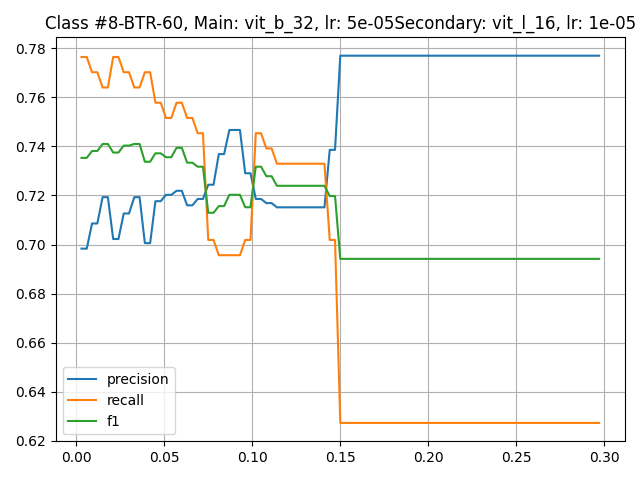 Class #8-BTR-60, Main: vit_b_32, lr: 5e-05Secondary: vit_l_16, lr: 1e-05
0.78
0.76
0.74
0.72
0.70
0.68
0.66
0.64
0.62
precision
recall
f1
0.00 0.05 0.10 0.15 0.20 0.25 0.30